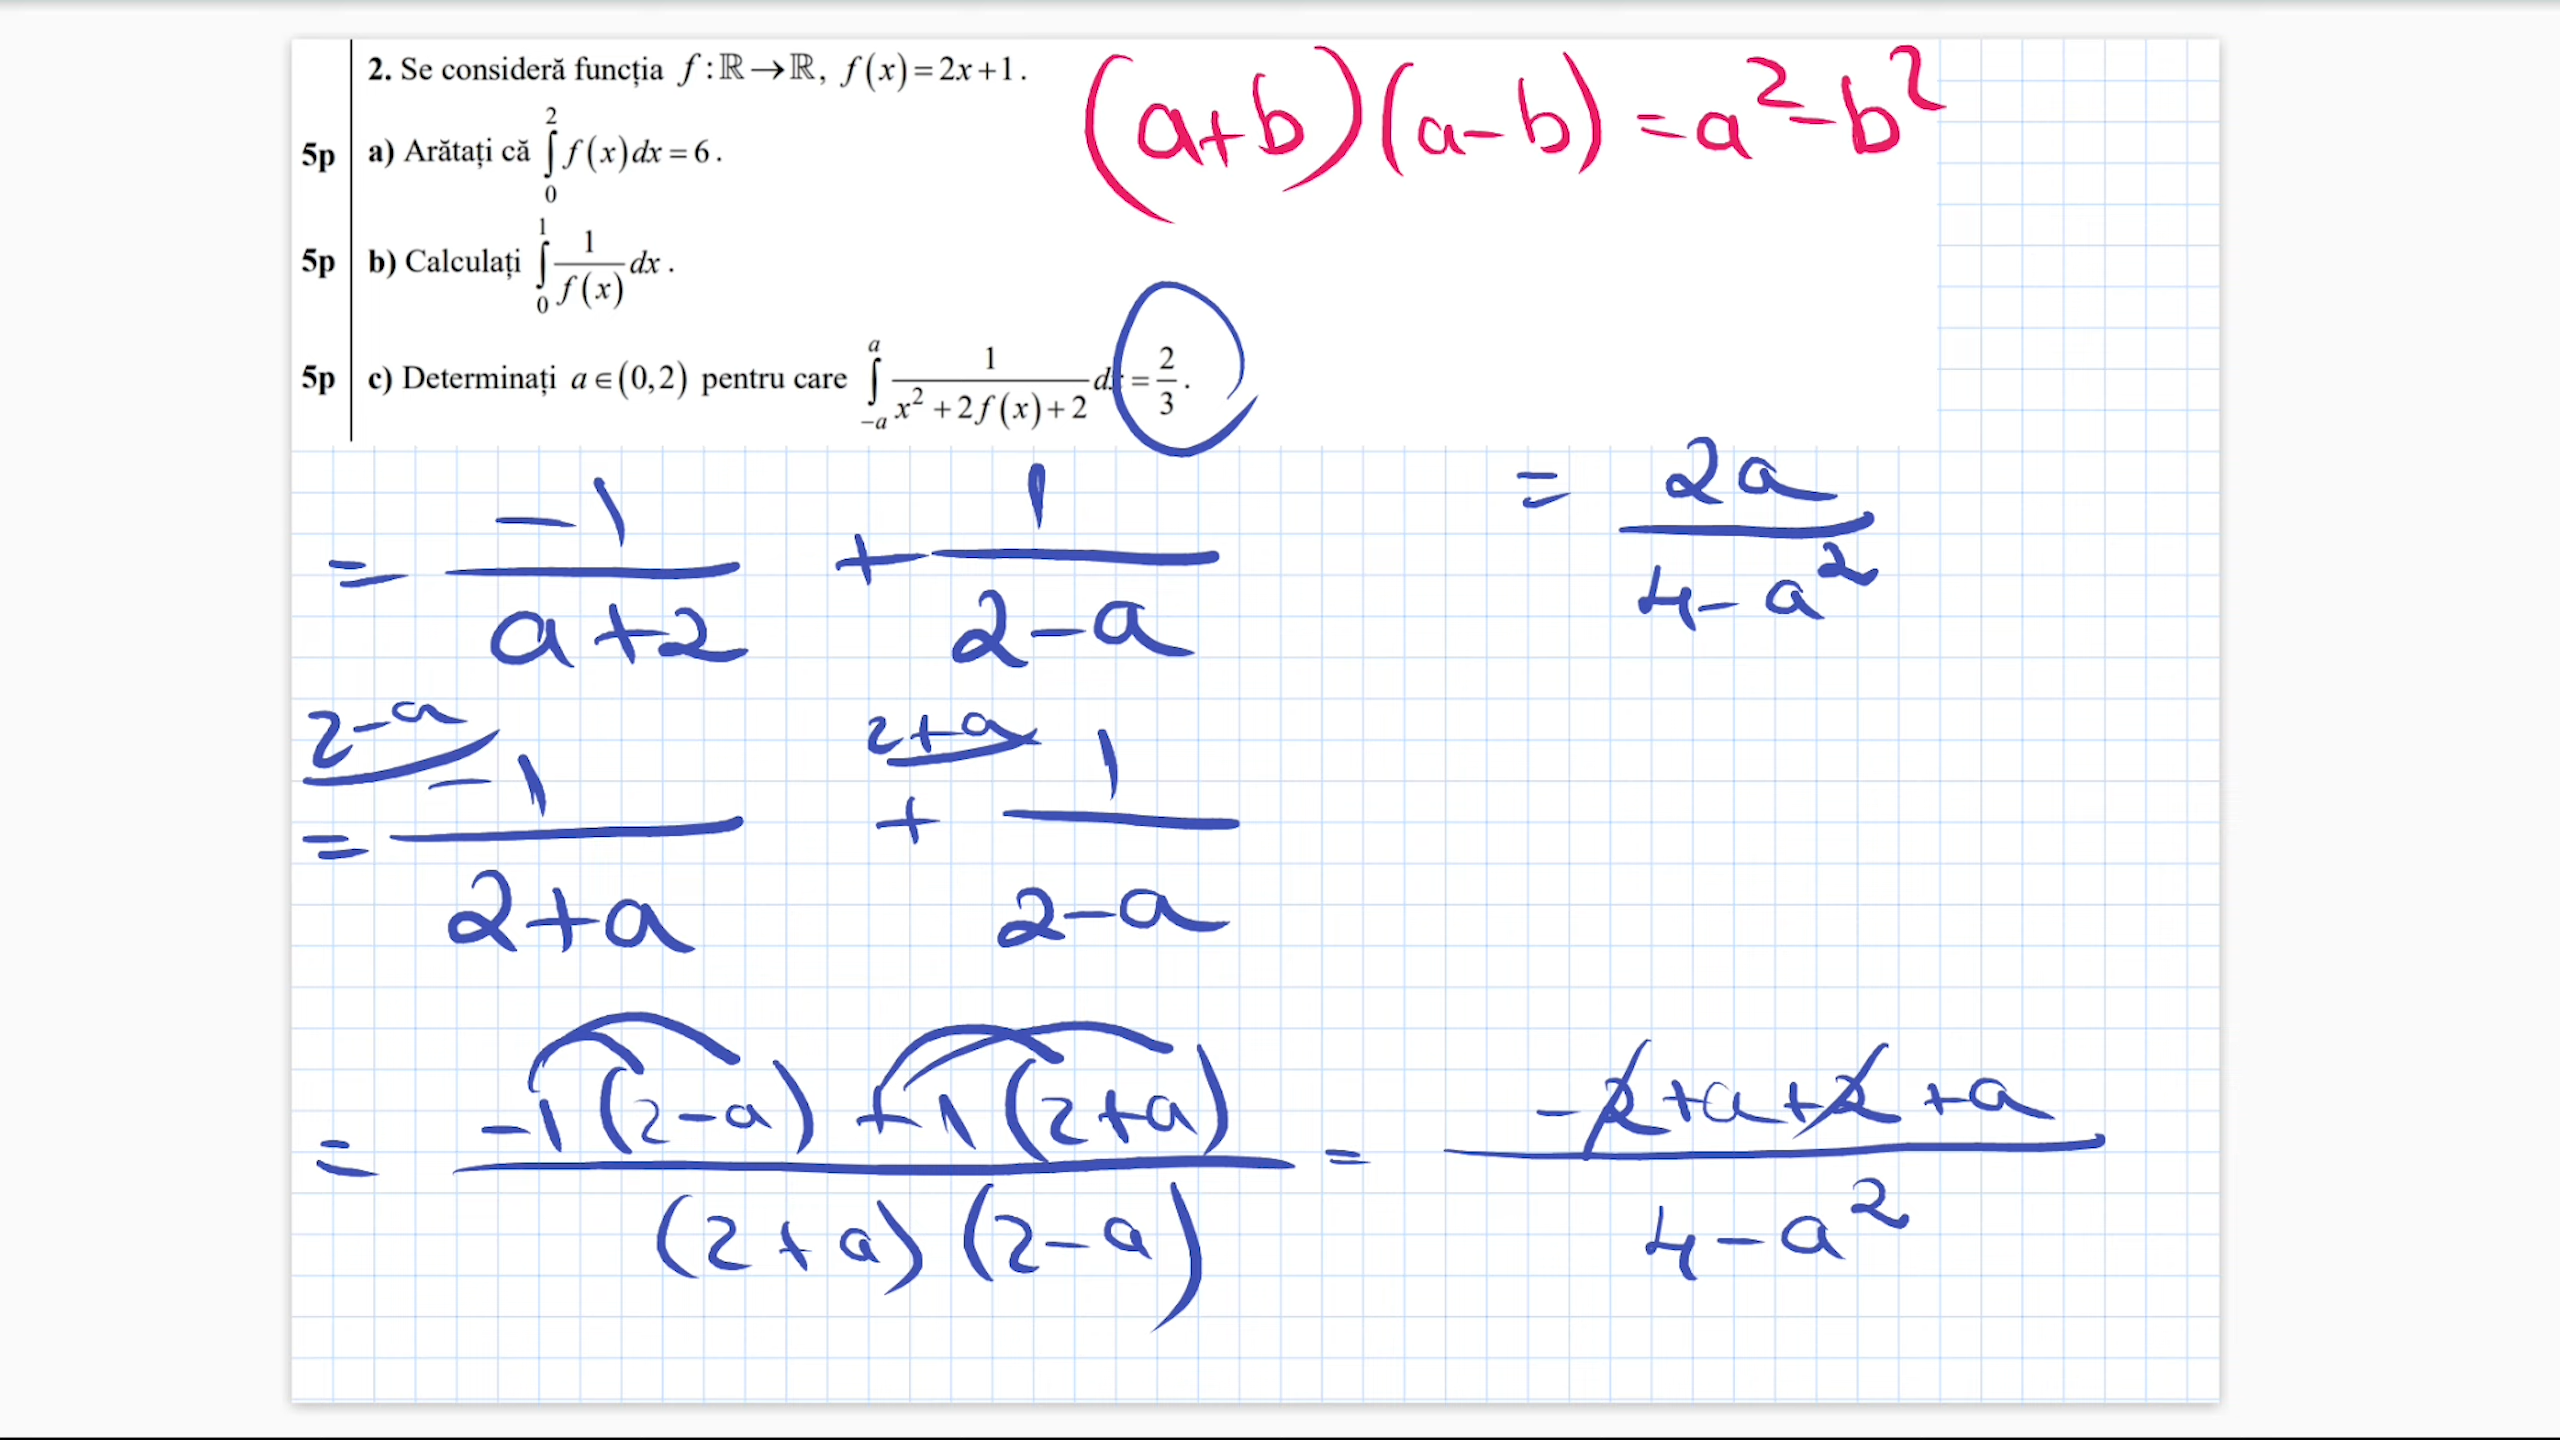 2. Se consideră funcția f : ℝ → ℝ, f(x) = 2x + 1.
(a+b)(a−b) = a² − b²
5p a) Arătați că ∫₀² f(x)dx = 6.
5p b) Calculați ∫₀¹ 1/f(x) dx.
5p c) Determinați a ∈ (0,2) pentru care ∫₋ₐᵃ 1/(x² + 2f(x) + 2) dx = 2/3.
= −1/(a+2) + 1/(2−a)
= 2a/(4−a²)
2−a 2+a
= −1/(2+a) + 1/(2−a)
= (−1(2−a) + 1(2+a))/((2+a)(2−a)) = (−2+a+2+a)/(4−a²)